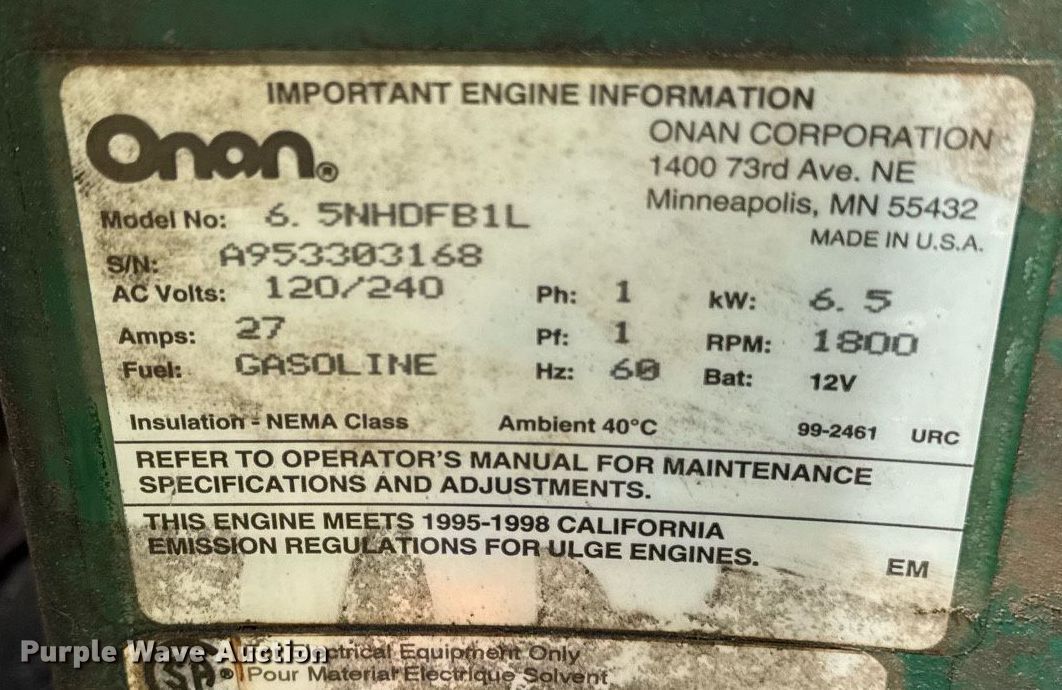 IMPORTANT ENGINE INFORMATION
Onan®
ONAN CORPORATION
1400 73rd Ave. NE
Minneapolis, MN 55432
MADE IN U.S.A.
Model No: 6. 5NHDFB1L
S/N: A953303168
AC Volts: 120/240 Ph: 1 kW: 6. 5
Amps: 27 Pf: 1 RPM: 1800
Fuel: GASOLINE Hz: 60 Bat: 12V
Insulation - NEMA Class Ambient 40°C 99-2461 URC
REFER TO OPERATOR'S MANUAL FOR MAINTENANCE
SPECIFICATIONS AND ADJUSTMENTS.
THIS ENGINE MEETS 1995-1998 CALIFORNIA
EMISSION REGULATIONS FOR ULGE ENGINES.
EM
Purple Wave Auction
Equipment Only
® Pour Material Electrique Solvent